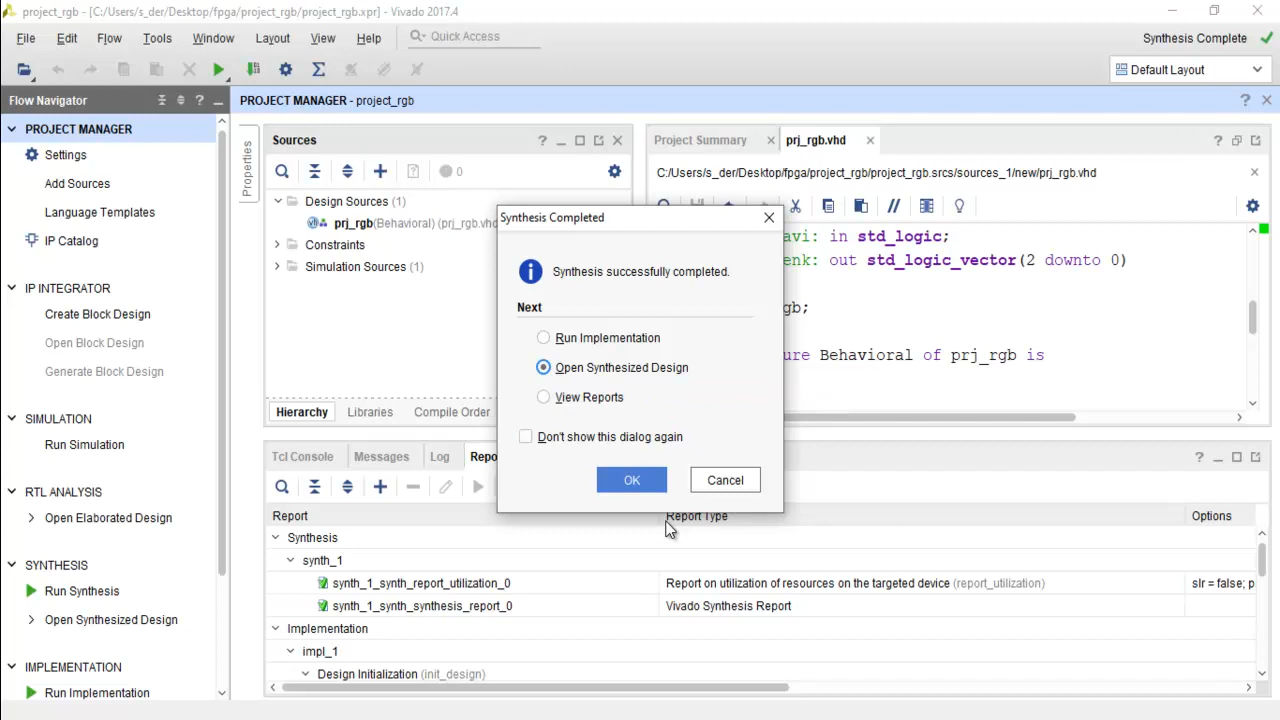 project_rgb - [C:/Users/s_der/Desktop/fpga/project_rgb/project_rgb.xpr] - Vivado 2017.4
File Edit Flow Tools Window Layout View Help Quick Access Synthesis Complete
Default Layout
Flow Navigator
PROJECT MANAGER - project_rgb
PROJECT MANAGER
Settings
Add Sources
Language Templates
IP Catalog
IP INTEGRATOR
Create Block Design
Open Block Design
Generate Block Design
SIMULATION
Run Simulation
RTL ANALYSIS
Open Elaborated Design
SYNTHESIS
Run Synthesis
Open Synthesized Design
IMPLEMENTATION
Run Implementation
Properties
Sources
0
Design Sources (1)
prj_rgb(Behavioral) (prj_rgb.vhd
Constraints
Simulation Sources (1)
Hierarchy Libraries Compile Order
Project Summary prj_rgb.vhd
C:/Users/s_der/Desktop/fpga/project_rgb/project_rgb.srcs/sources_1/new/prj_rgb.vhd
avi: in std_logic;
enk: out std_logic_vector(2 downto 0)
gb;
ure Behavioral of prj_rgb is
Synthesis Completed
Synthesis successfully completed.
Next
Run Implementation
Open Synthesized Design
View Reports
Don't show this dialog again
OK Cancel
Tcl Console Messages Log Repo
Report Report Type Options
Synthesis
synth_1
synth_1_synth_report_utilization_0 Report on utilization of resources on the targeted device (report_utilization) slr = false; p
synth_1_synth_synthesis_report_0 Vivado Synthesis Report
Implementation
impl_1
Design Initialization (init_design)